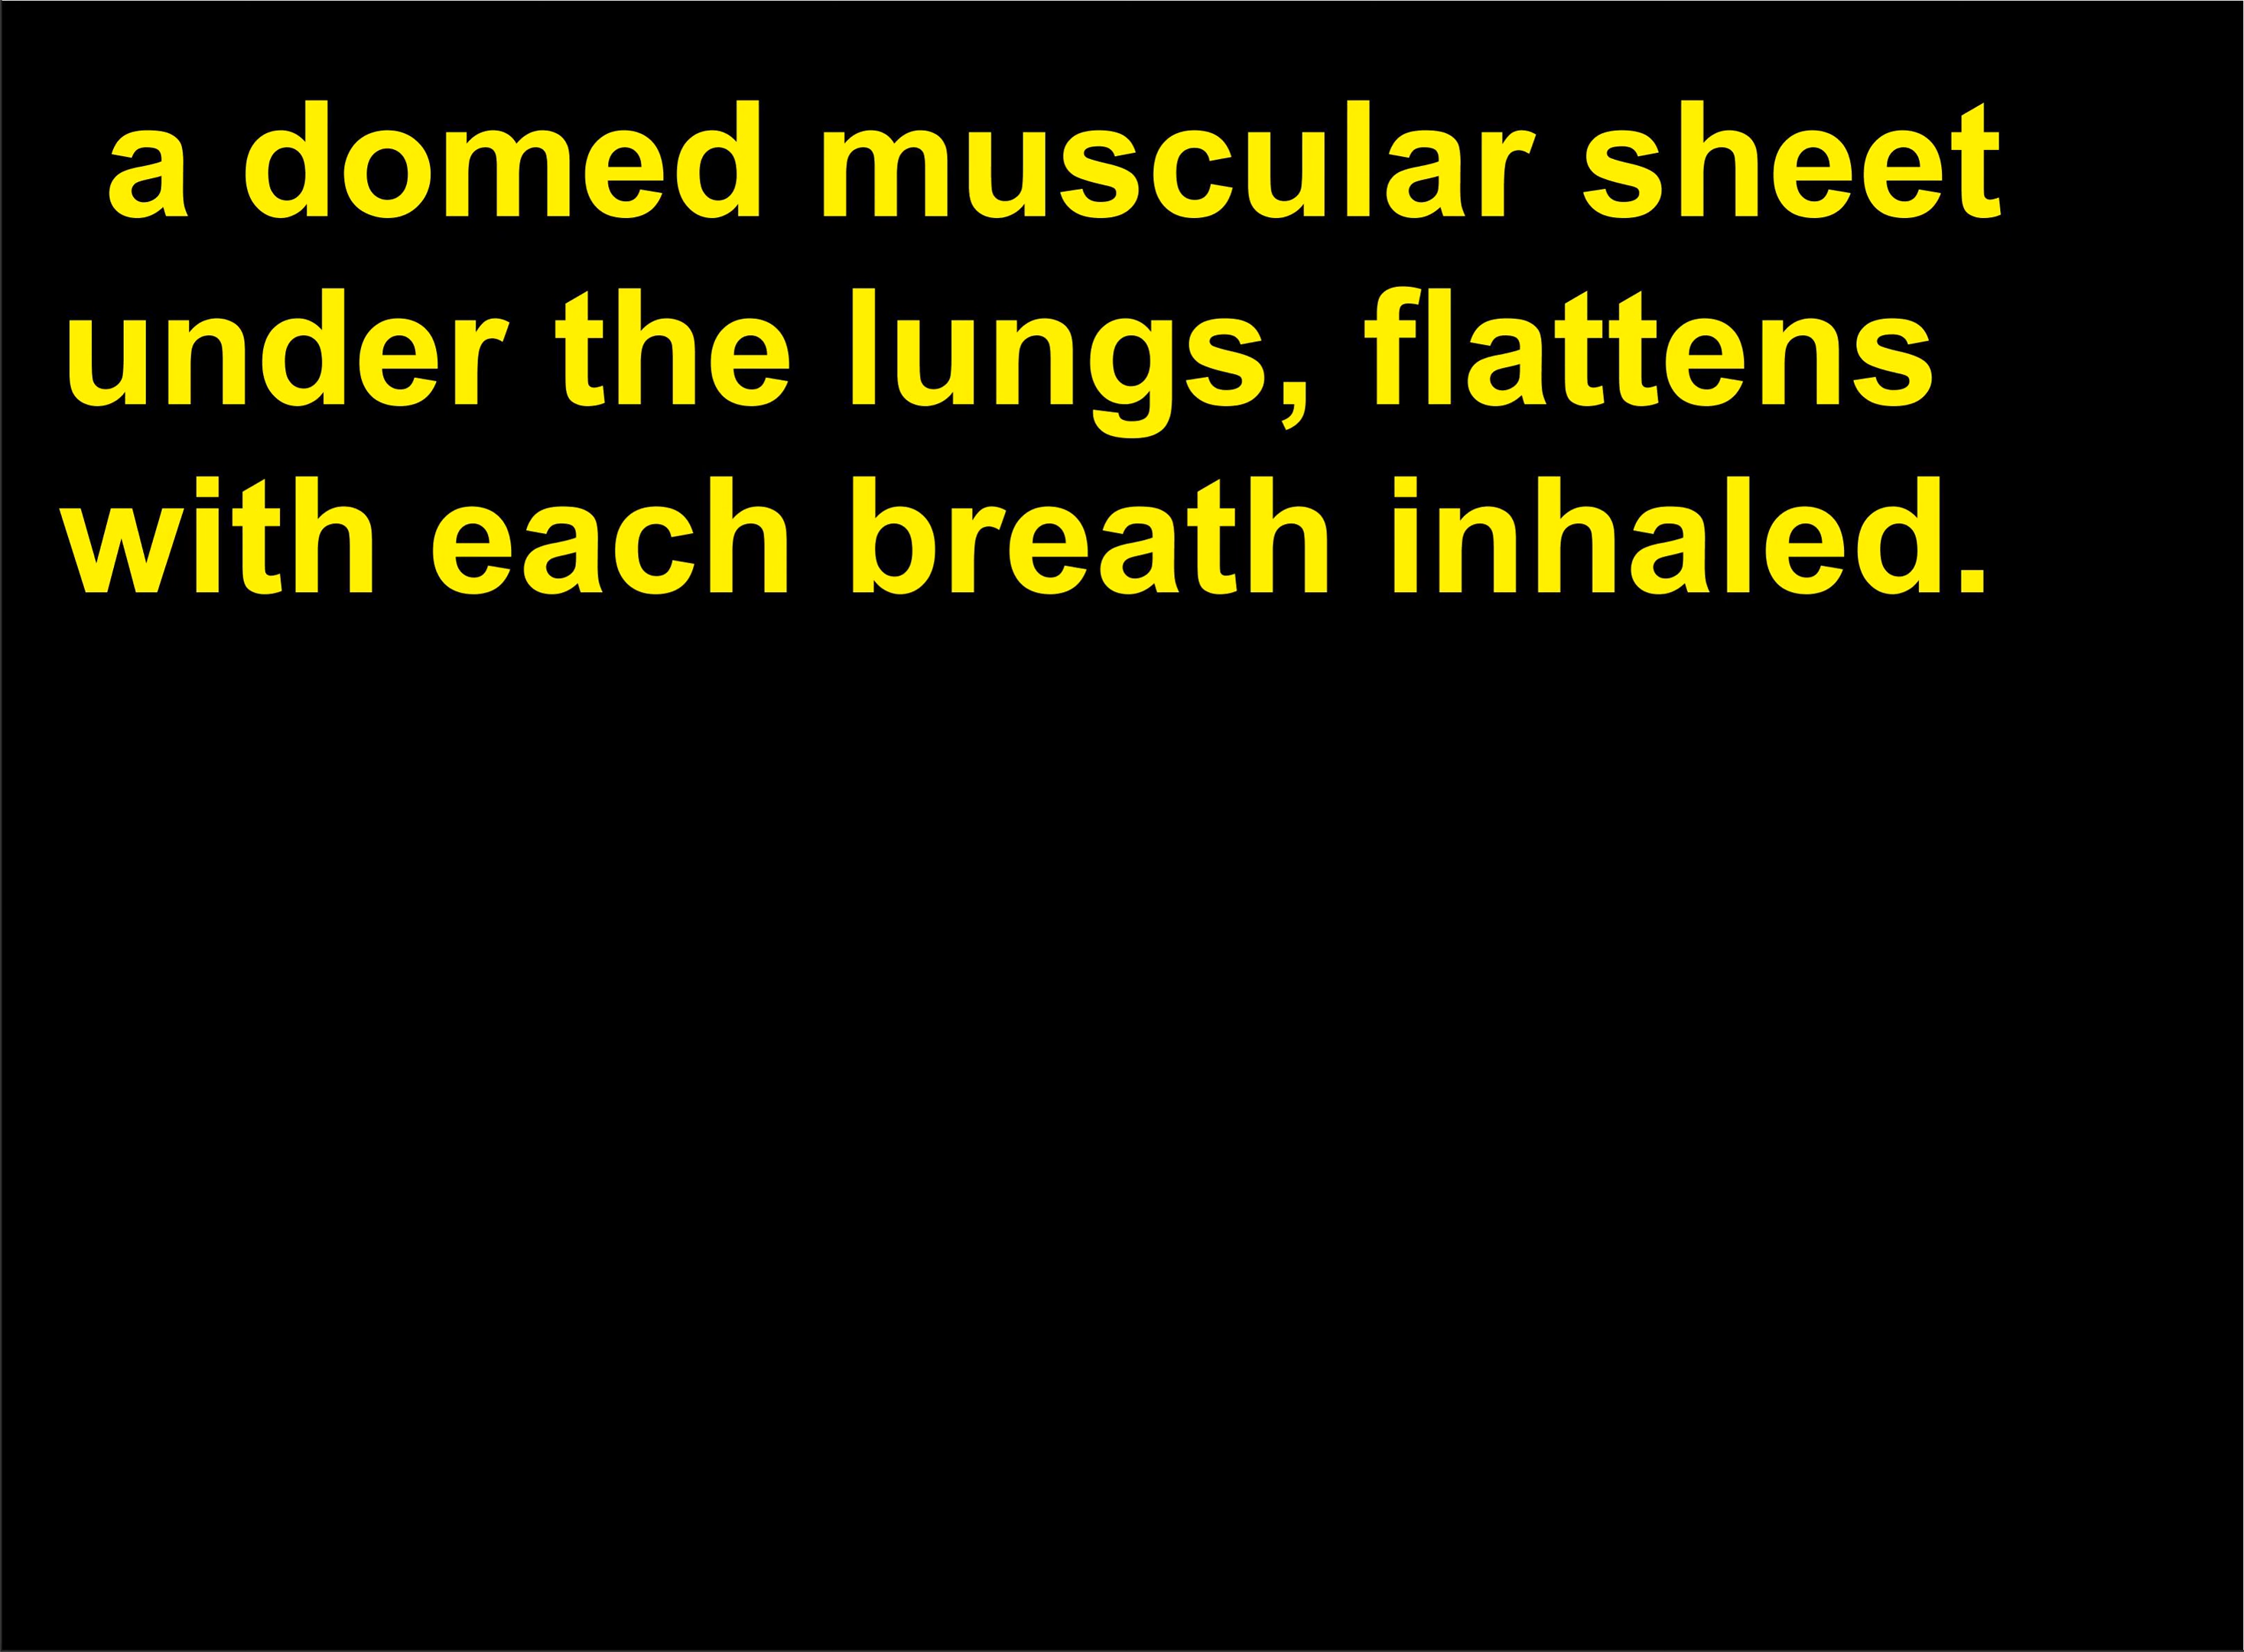 a domed muscular sheet
under the lungs, flattens
with each breath inhaled.